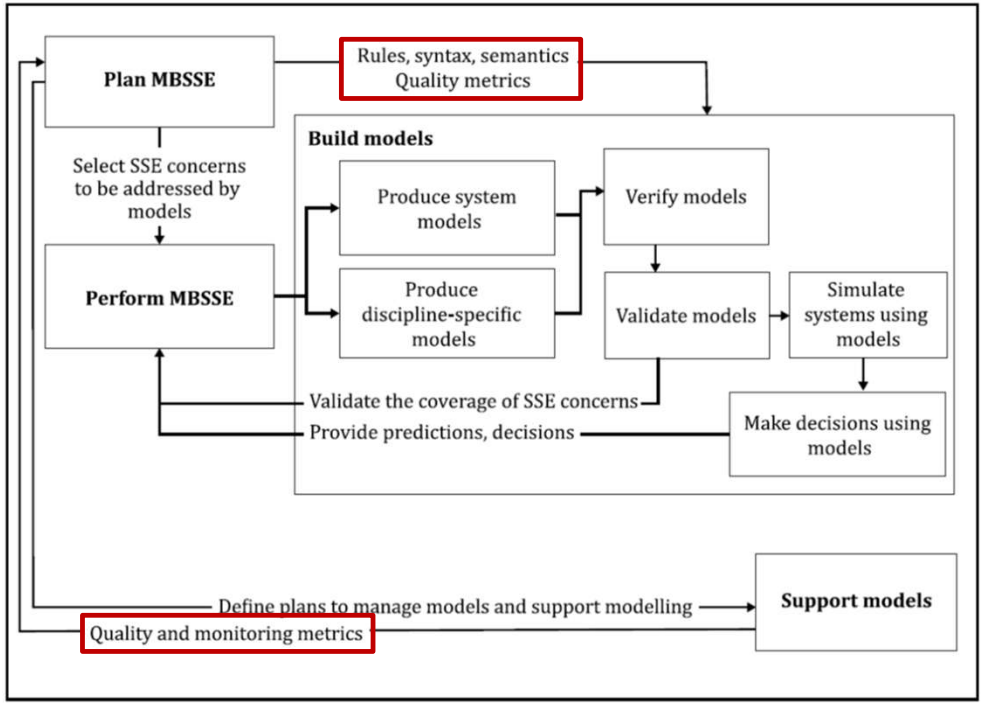 Plan MBSSE
Rules, syntax, semantics
Quality metrics
Build models
Select SSE concerns
to be addressed by
models
Produce system
models
Verify models
Perform MBSSE
Produce
discipline-specific
models
Validate models
Simulate
systems using
models
Validate the coverage of SSE concerns
Provide predictions, decisions
Make decisions using
models
Define plans to manage models and support modelling
Support models
Quality and monitoring metrics